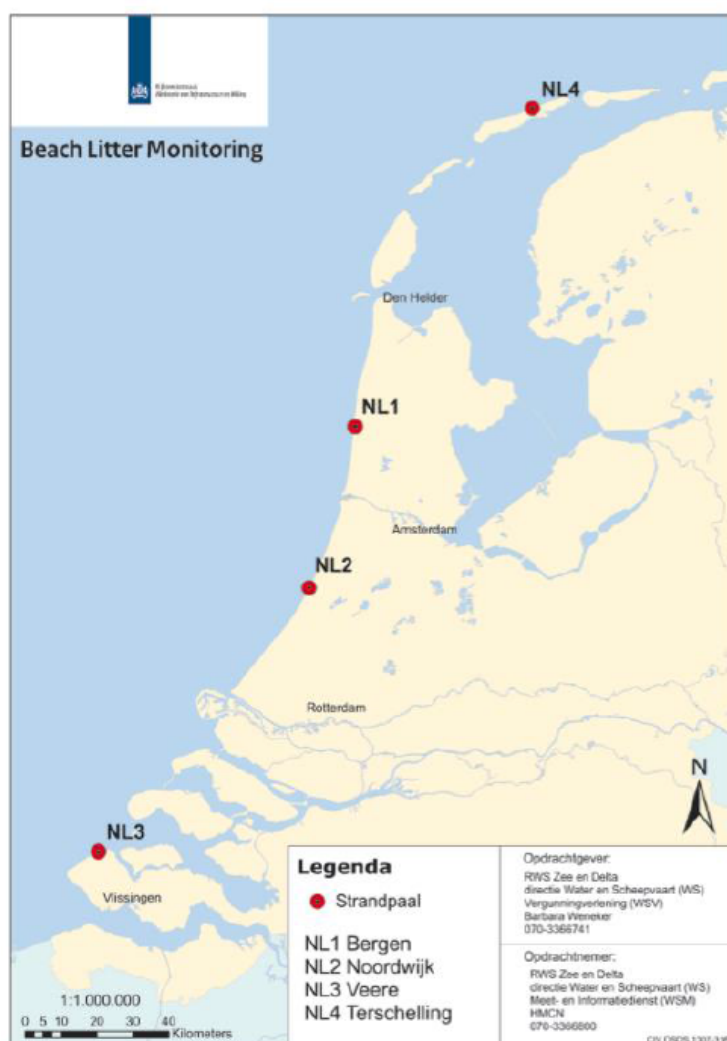 Rijkswaterstaat
Beach Litter Monitoring
NL4
Den Helder
NL1
Amsterdam
NL2
Rotterdam
NL3
Vlissingen
N
1:1.000.000
0 5 10 20 30 40
Kilometers
Legenda
Strandpaal
NL1 Bergen
NL2 Noordwijk
NL3 Veere
NL4 Terschelling
Opdrachtgever:
RWS Zee en Delta
directie Water en Scheepvaart (WS)
Vergunningverlening (WSV)
Barbara Weneker
070-3366741
Opdrachtnemer:
RWS Zee en Delta
directie Water en Scheepvaart (WS)
Meet- en Informatiedienst (WSM)
HMCN
070-3366800